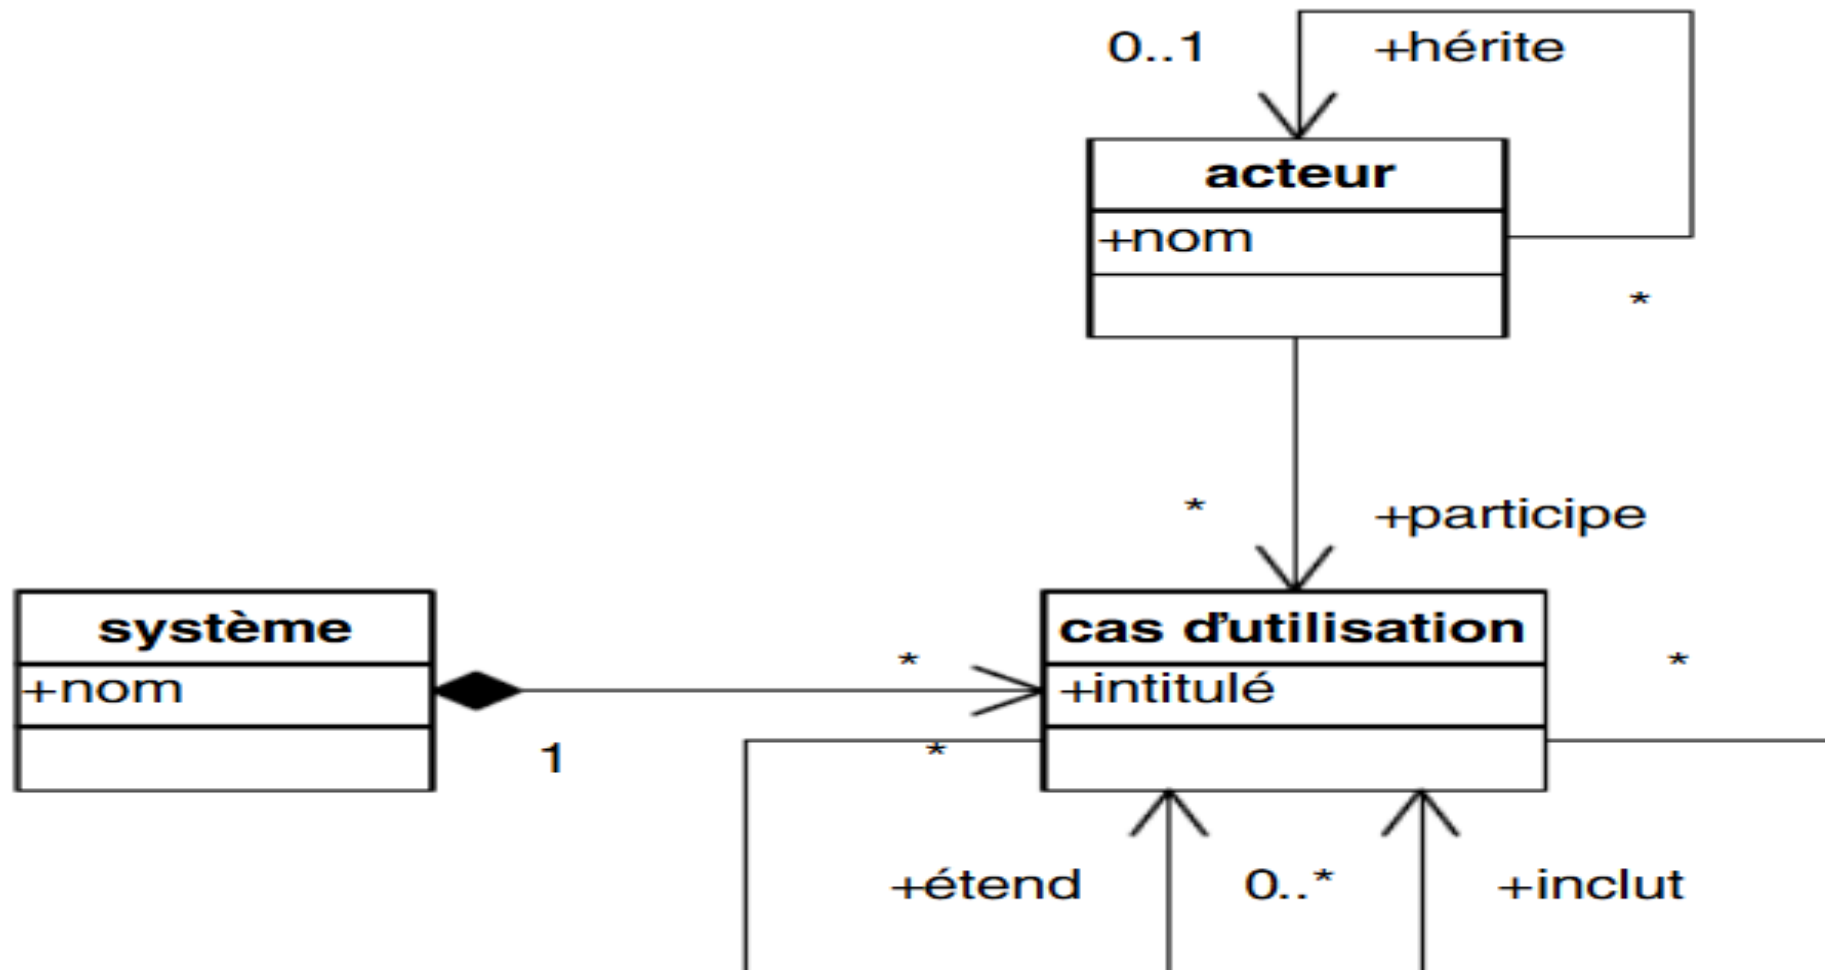 0..1 +hérite
acteur
+nom
*
* +participe
système
+nom
1
*
cas d'utilisation
+intitulé
*
*
+étend 0..* +inclut